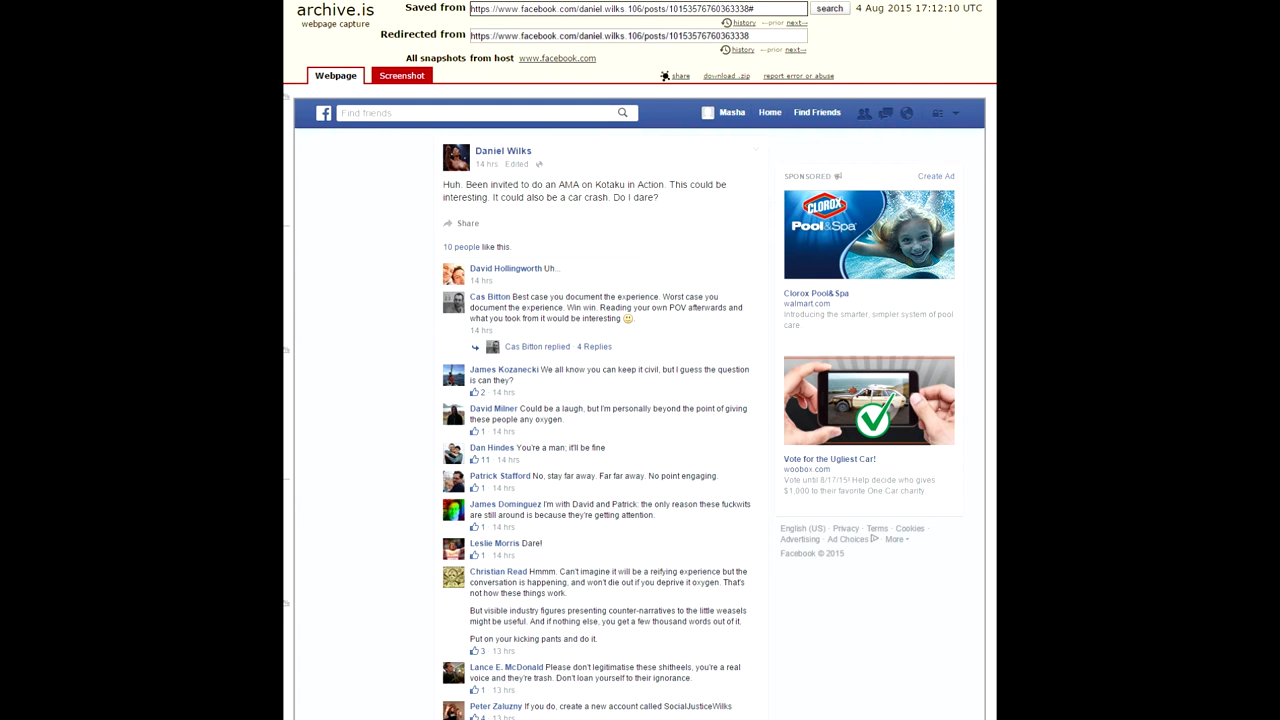 archive.is
webpage capture
Saved from https://www.facebook.com/daniel.wilks.106/posts/10153576760363338# search 4 Aug 2015 17:12:10 UTC
history ←prior next→
Redirected from https://www.facebook.com/daniel.wilks.106/posts/10153576760363338
history ←prior next→
All snapshots from host www.facebook.com
Webpage Screenshot share download .zip report error or abuse
Find friends Masha Home Find Friends
Daniel Wilks
14 hrs Edited
Huh. Been invited to do an AMA on Kotaku in Action. This could be
interesting. It could also be a car crash. Do I dare?
Share
10 people like this.
David Hollingworth Uh...
14 hrs
Cas Bitton Best case you document the experience. Worst case you
document the experience. Win win. Reading your own POV afterwards and
what you took from it would be interesting
14 hrs
Cas Bitton replied 4 Replies
James Kozanecki We all know you can keep it civil, but I guess the question
is can they?
2 14 hrs
David Milner Could be a laugh, but I'm personally beyond the point of giving
these people any oxygen.
1 14 hrs
Dan Hindes You're a man; it'll be fine
11 14 hrs
Patrick Stafford No, stay far away. Far far away. No point engaging.
1 14 hrs
James Dominguez I'm with David and Patrick: the only reason these fuckwits
are still around is because they're getting attention.
1 14 hrs
Leslie Morris Dare!
1 14 hrs
Christian Read Hmmm. Can't imagine it will be a reifying experience but the
conversation is happening, and won't die out if you deprive it oxygen. That's
not how these things work.
But visible industry figures presenting counter-narratives to the little weasels
might be useful. And if nothing else, you get a few thousand words out of it.
Put on your kicking pants and do it.
3 13 hrs
Lance E. McDonald Please don't legitimatise these shitheels, you're a real
voice and they're trash. Don't loan yourself to their ignorance.
1 13 hrs
Peter Zaluzny If you do, create a new account called SocialJusticeWilks
4 13 hrs
SPONSORED Create Ad
CLOROX
Pool&Spa
Clorox Pool&Spa
walmart.com
Introducing the smarter, simpler system of pool
care
Vote for the Ugliest Car!
woobox.com
Vote until 8/17/15! Help decide who gives
$1,000 to their favorite One Car charity
English (US) · Privacy · Terms · Cookies ·
Advertising · Ad Choices · More
Facebook © 2015